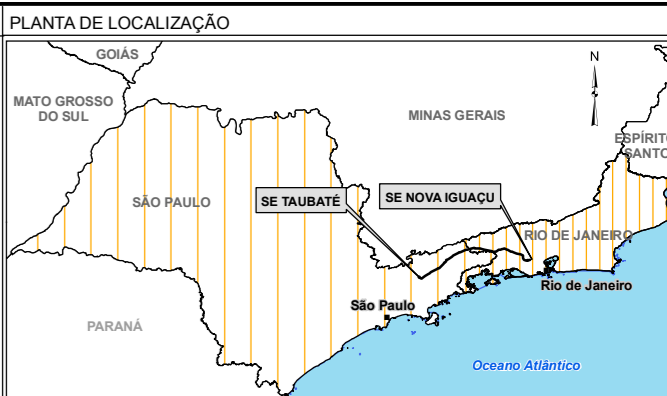 PLANTA DE LOCALIZAÇÃO
GOIÁS
N
MATO GROSSO
DO SUL
MINAS GERAIS
ESPÍRITO
SANTO
SÃO PAULO
SE TAUBATÉ
SE NOVA IGUAÇU
RIO DE JANEIRO
Rio de Janeiro
São Paulo
PARANÁ
Oceano Atlântico